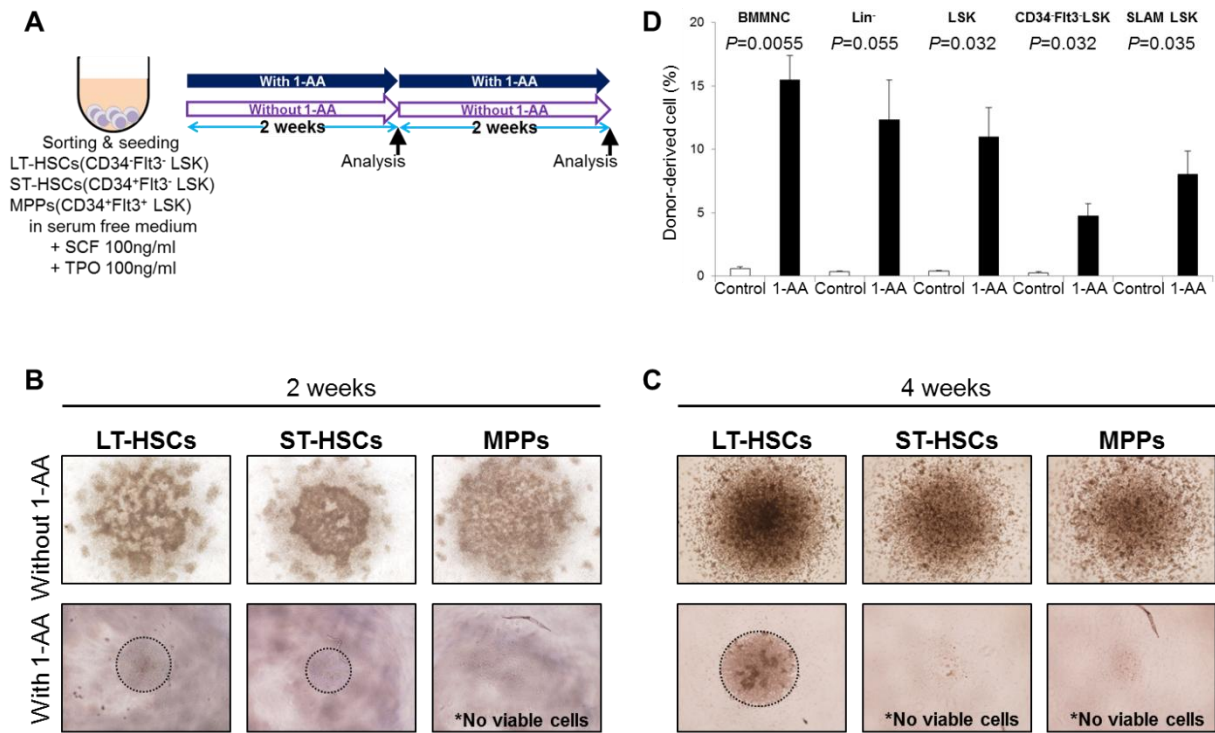 A
With 1-AA
With 1-AA
Without 1-AA
Without 1-AA
2 weeks
2 weeks
Analysis
Analysis
Sorting & seeding
LT-HSCs(CD34⁻Flt3⁻ LSK)
ST-HSCs(CD34⁺Flt3⁻ LSK)
MPPs(CD34⁺Flt3⁺ LSK)
in serum free medium
+ SCF 100ng/ml
+ TPO 100ng/ml
D
BMMNC Lin⁻ LSK CD34⁻Flt3⁻LSK SLAM LSK
P=0.0055 P=0.055 P=0.032 P=0.032 P=0.035
Donor-derived cell (%)
20
15
10
5
0
Control 1-AA Control 1-AA Control 1-AA Control 1-AA Control 1-AA
B
2 weeks
LT-HSCs ST-HSCs MPPs
Without 1-AA
With 1-AA
*No viable cells
C
4 weeks
LT-HSCs ST-HSCs MPPs
*No viable cells
*No viable cells